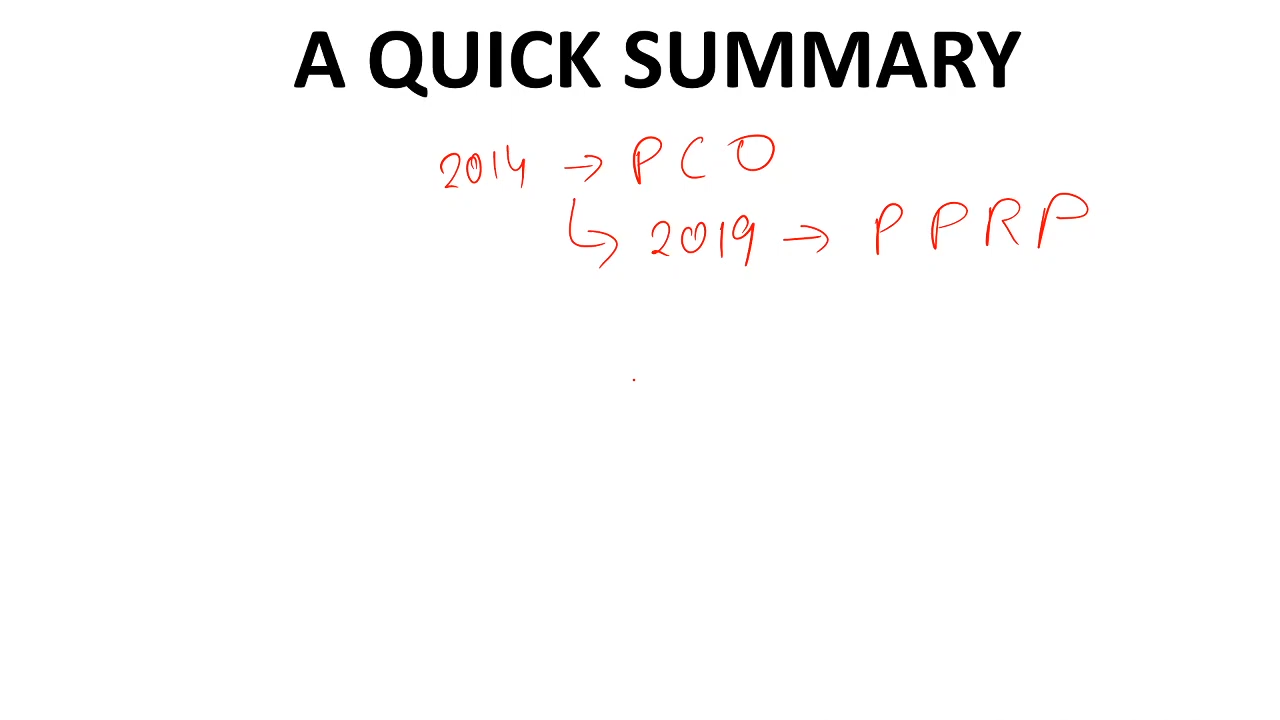 A QUICK SUMMARY
2014 → PCO
↳ 2019 → PPRP